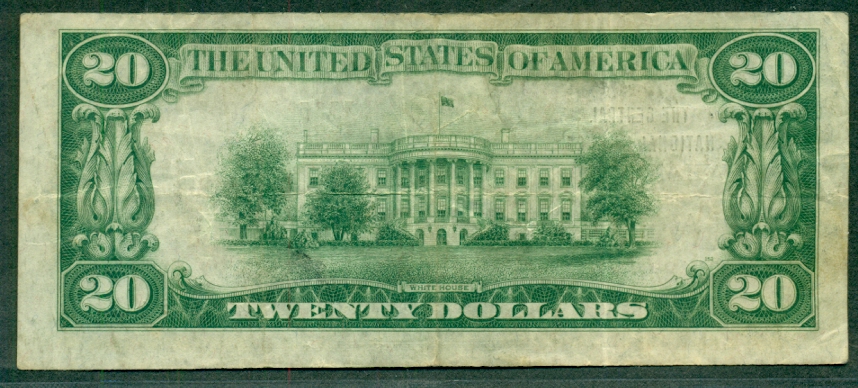 20 THE UNITED STATES OF AMERICA 20
WHITE HOUSE
20 TWENTY DOLLARS 20